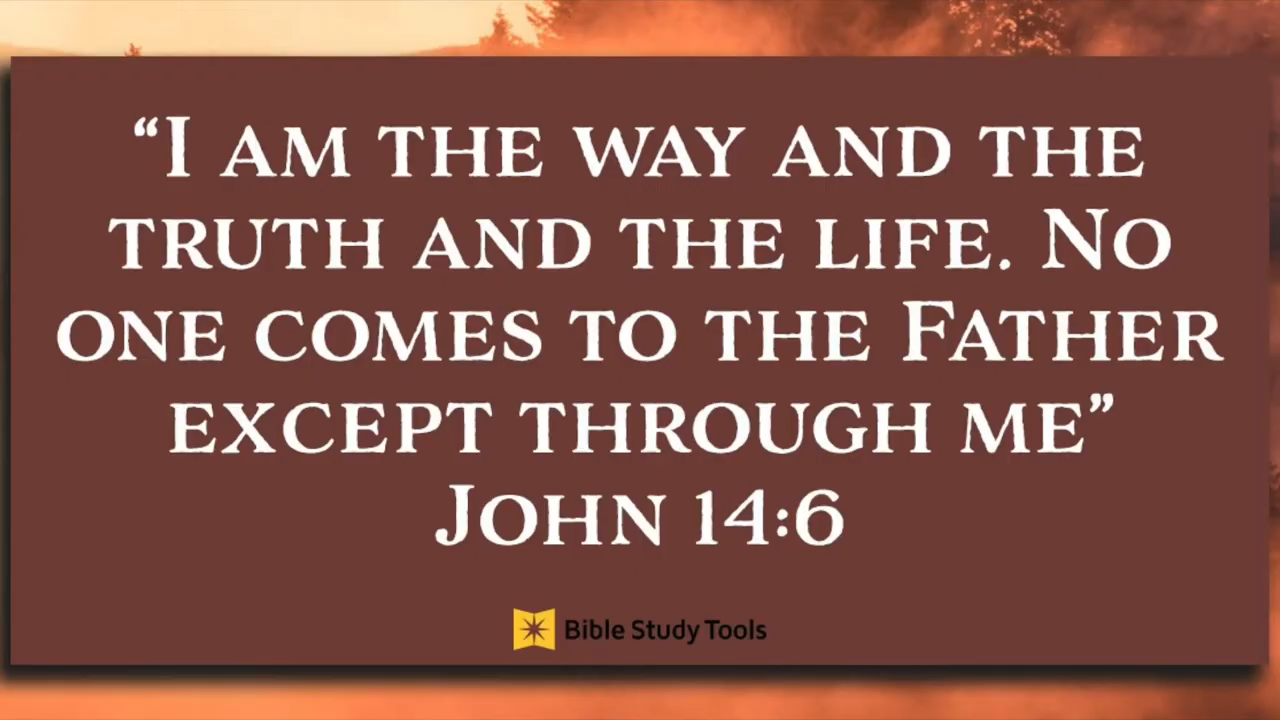 “I am the way and the
truth and the life. No
one comes to the Father
except through me”
John 14:6
Bible Study Tools